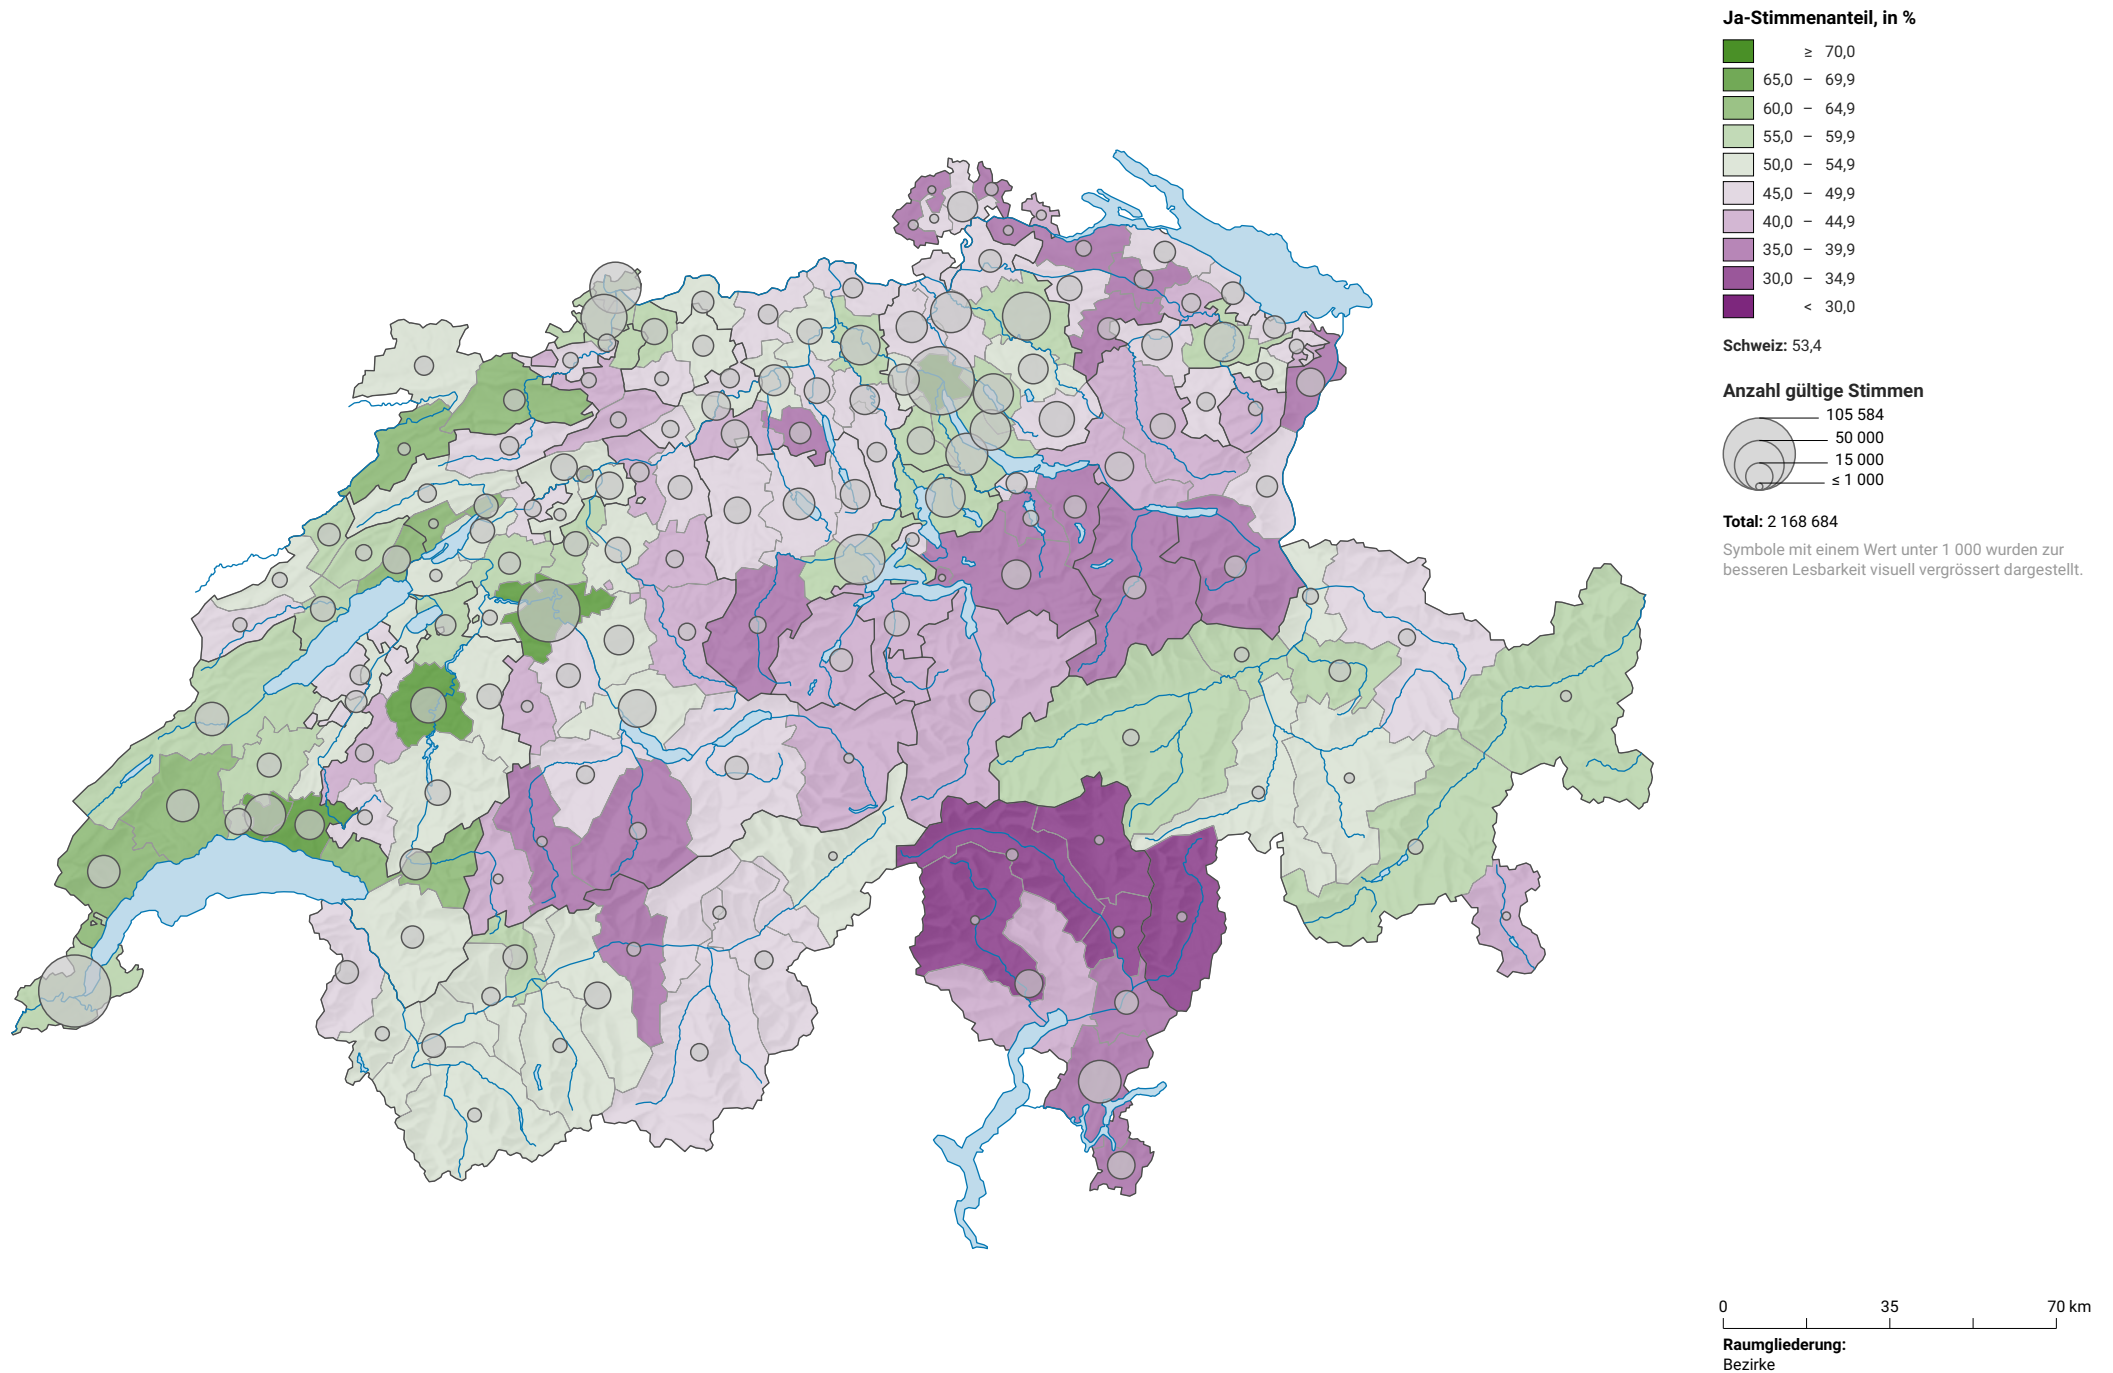 Ja-Stimmenanteil, in %
≥ 70,0
65,0 – 69,9
60,0 – 64,9
55,0 – 59,9
50,0 – 54,9
45,0 – 49,9
40,0 – 44,9
35,0 – 39,9
30,0 – 34,9
< 30,0
Schweiz: 53,4
Anzahl gültige Stimmen
105 584
50 000
15 000
≤ 1 000
Total: 2 168 684
Symbole mit einem Wert unter 1 000 wurden zur
besseren Lesbarkeit visuell vergrössert dargestellt.
0 35 70 km
Raumgliederung:
Bezirke